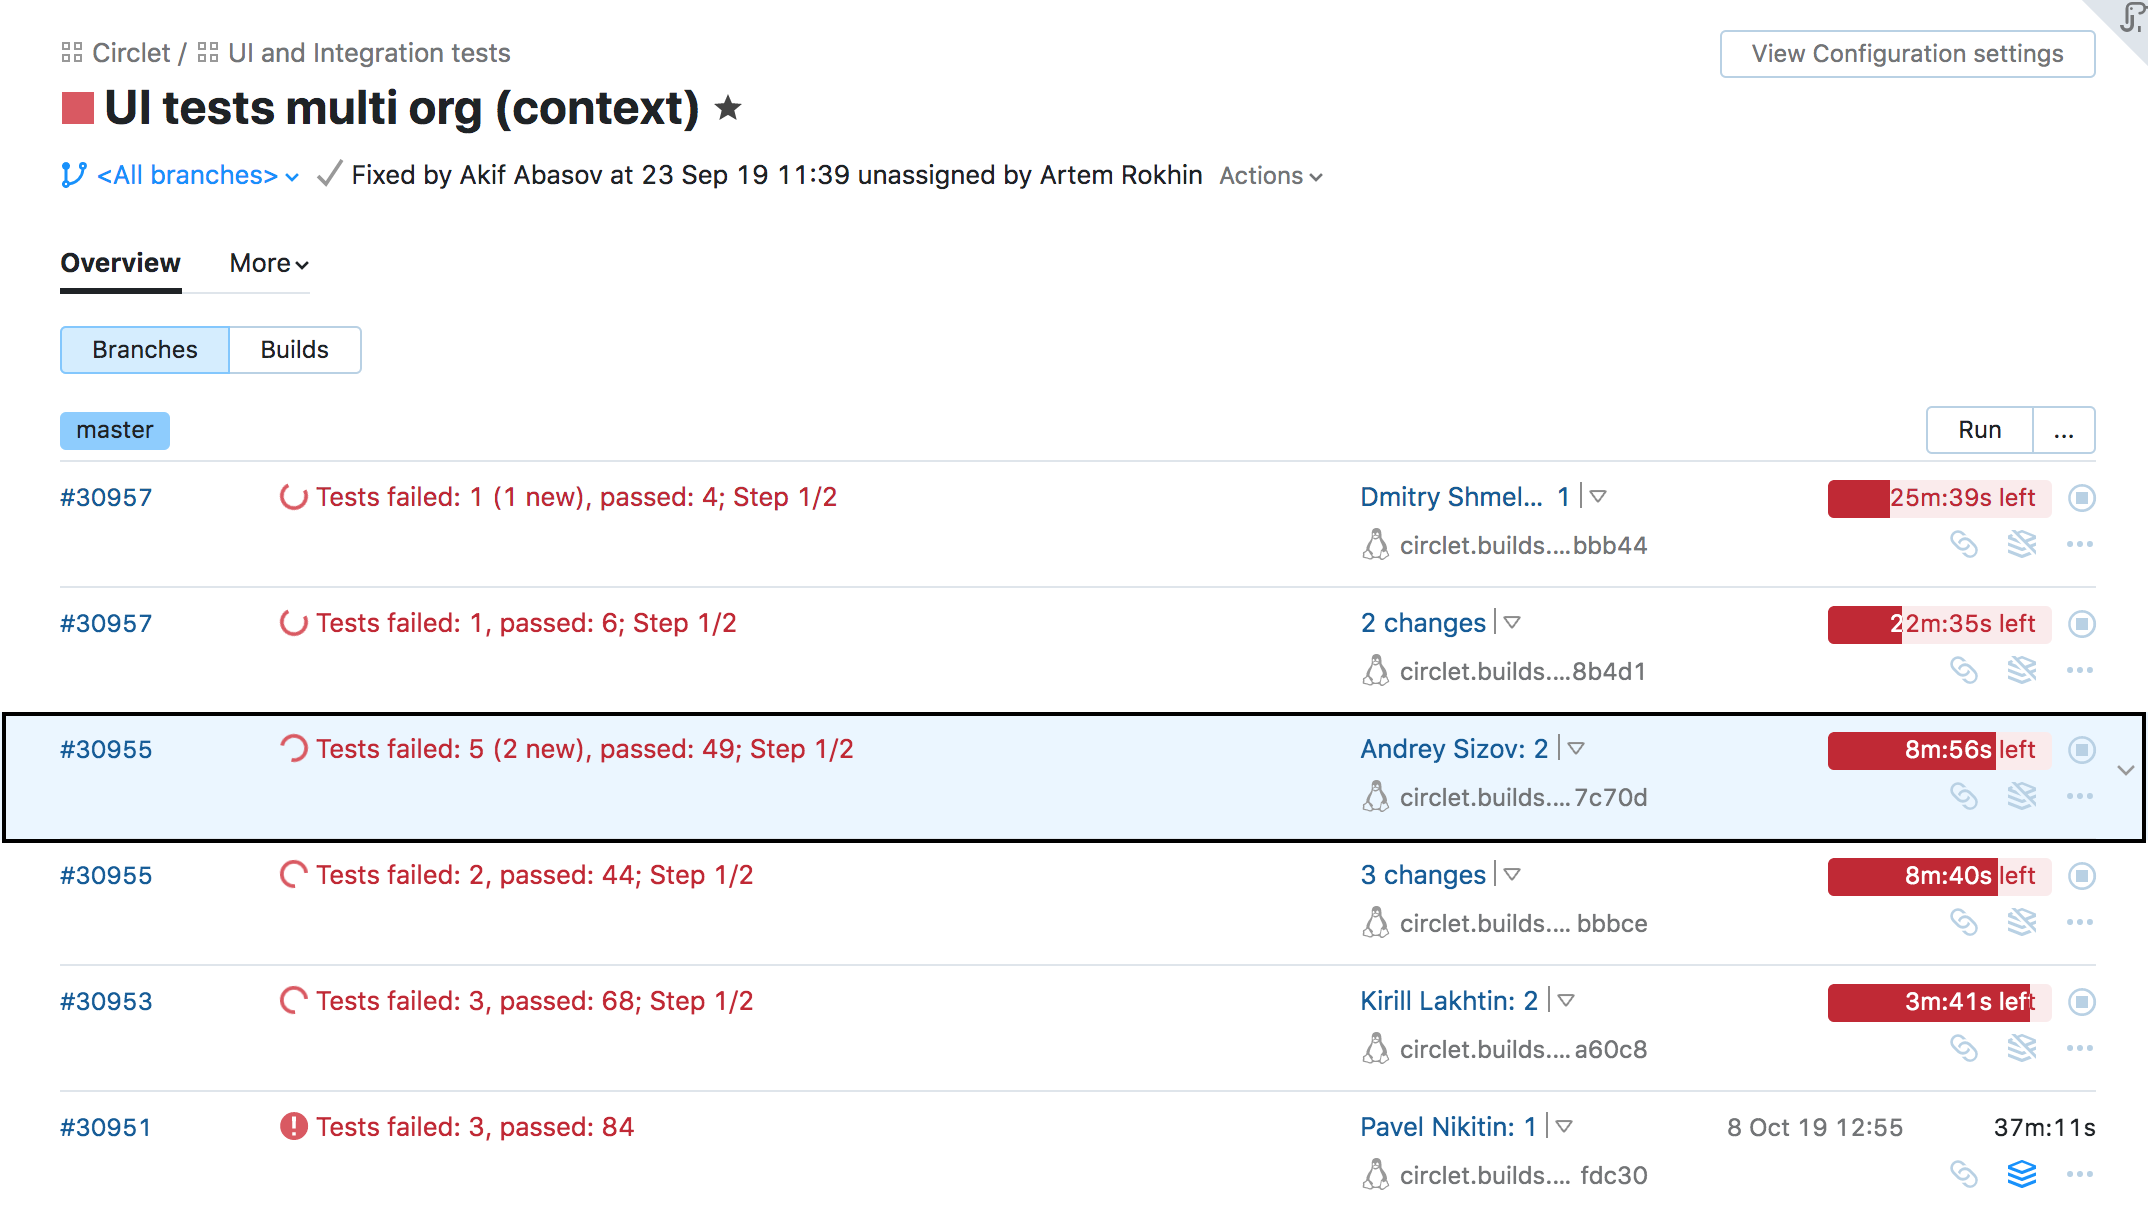 Circlet / UI and Integration tests
View Configuration settings
UI tests multi org (context)
<All branches> Fixed by Akif Abasov at 23 Sep 19 11:39 unassigned by Artem Rokhin Actions
Overview More
Branches Builds
master Run ...
#30957 Tests failed: 1 (1 new), passed: 4; Step 1/2 Dmitry Shmel... 1 25m:39s left
circlet.builds....bbb44
#30957 Tests failed: 1, passed: 6; Step 1/2 2 changes 22m:35s left
circlet.builds....8b4d1
#30955 Tests failed: 5 (2 new), passed: 49; Step 1/2 Andrey Sizov: 2 8m:56s left
circlet.builds....7c70d
#30955 Tests failed: 2, passed: 44; Step 1/2 3 changes 8m:40s left
circlet.builds.... bbbce
#30953 Tests failed: 3, passed: 68; Step 1/2 Kirill Lakhtin: 2 3m:41s left
circlet.builds....a60c8
#30951 Tests failed: 3, passed: 84 Pavel Nikitin: 1 8 Oct 19 12:55 37m:11s
circlet.builds.... fdc30